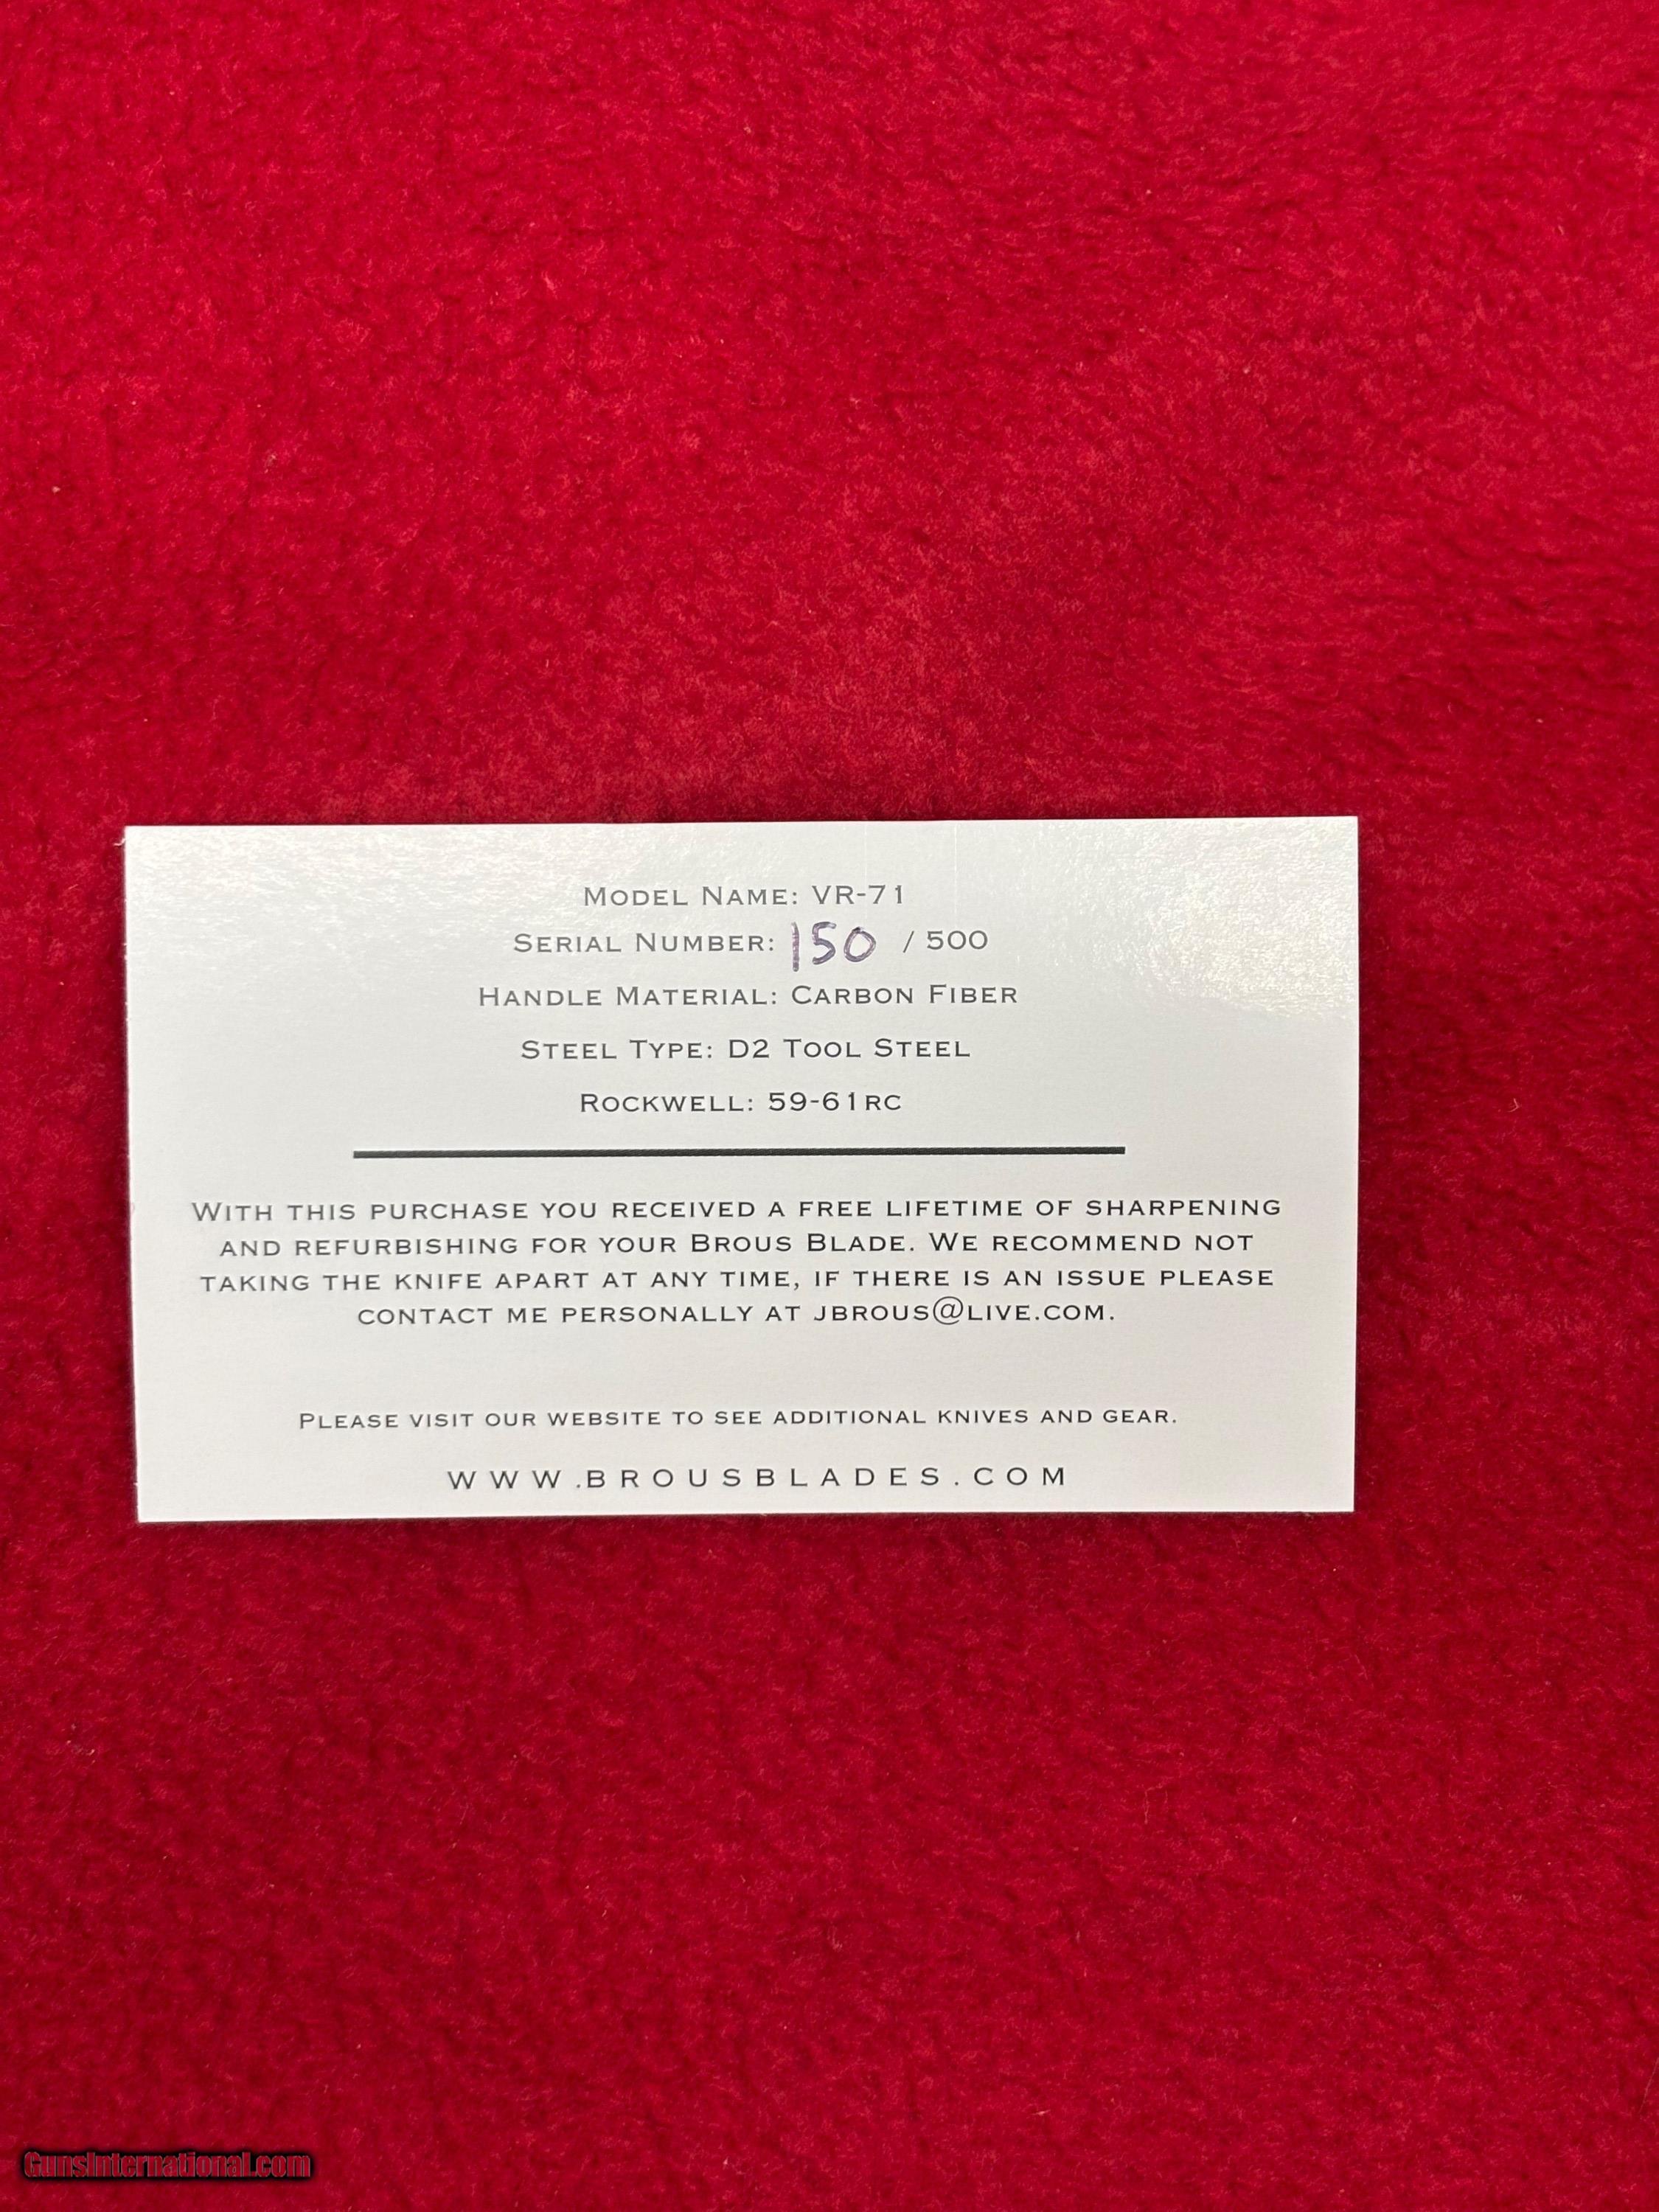 Model Name: VR-71
Serial Number: 150 / 500
Handle Material: Carbon Fiber
Steel Type: D2 Tool Steel
Rockwell: 59-61rc
With this purchase you received a free lifetime of sharpening
and refurbishing for your Brous Blade. We recommend not
taking the knife apart at any time, if there is an issue please
contact me personally at jbrous@live.com.
Please visit our website to see additional knives and gear.
WWW.BROUSBLADES.COM
GunsInternational.com